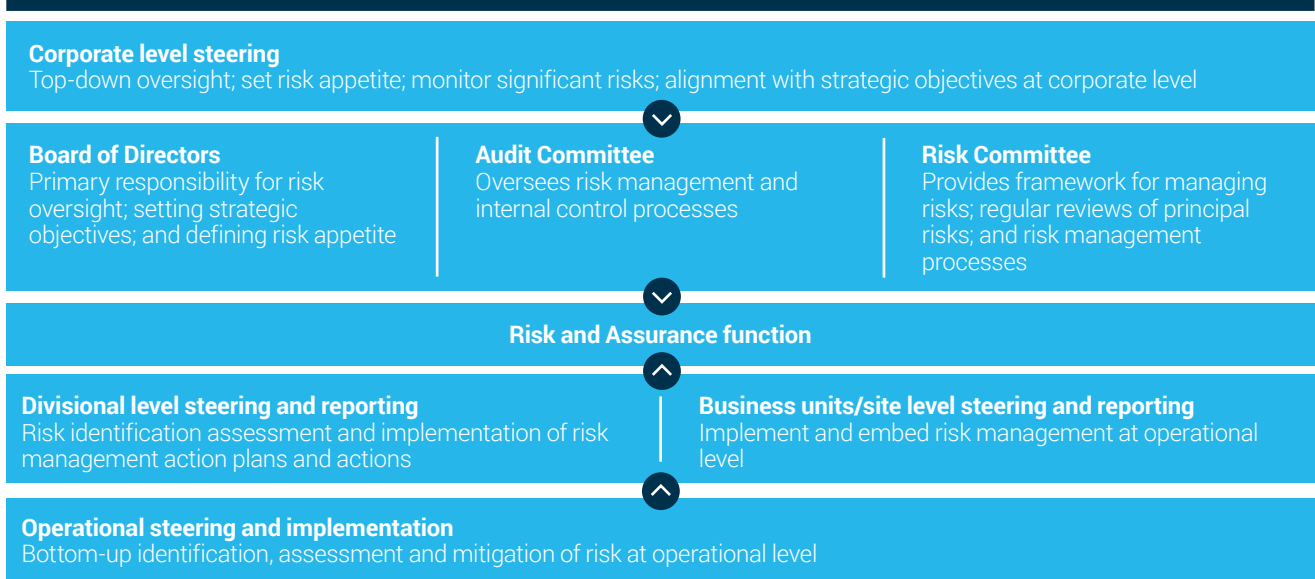 Corporate level steering
Top-down oversight; set risk appetite; monitor significant risks; alignment with strategic objectives at corporate level
Board of Directors
Primary responsibility for risk
oversight; setting strategic
objectives; and defining risk appetite
Audit Committee
Oversees risk management and
internal control processes
Risk Committee
Provides framework for managing
risks; regular reviews of principal
risks; and risk management
processes
Risk and Assurance function
Divisional level steering and reporting
Risk identification assessment and implementation of risk
management action plans and actions
Business units/site level steering and reporting
Implement and embed risk management at operational
level
Operational steering and implementation
Bottom-up identification, assessment and mitigation of risk at operational level